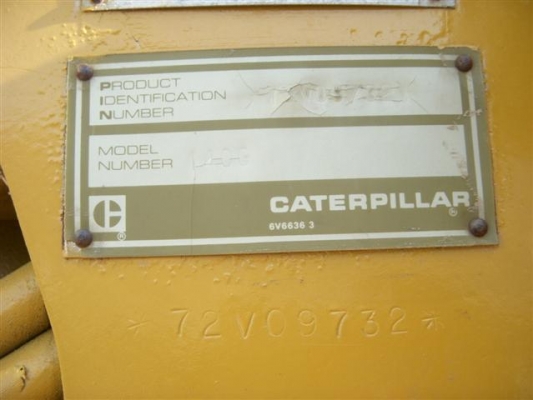 PRODUCT
IDENTIFICATION
NUMBER
MODEL
NUMBER
C
®
CATERPILLAR
®
6V6636 3
*72V09732*